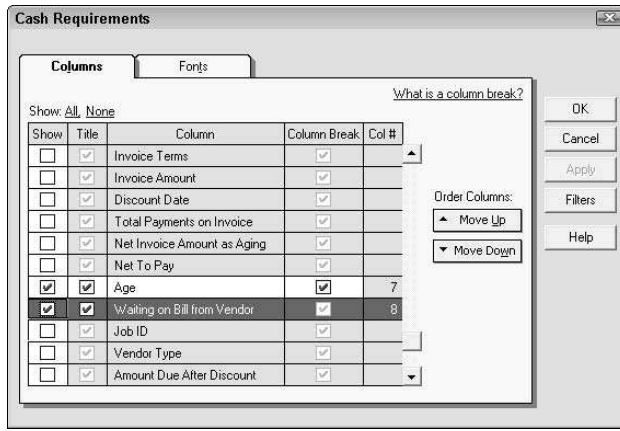 Cash Requirements
Columns Fonts
What is a column break?
Show: All, None
Show Title Column Column Break Col #
Invoice Terms
Invoice Amount
Discount Date
Total Payments on Invoice
Net Invoice Amount as Aging
Net To Pay
Age 7
Waiting on Bill from Vendor 8
Job ID
Vendor Type
Amount Due After Discount
Order Columns:
Move Up
Move Down
OK
Cancel
Apply
Filters
Help